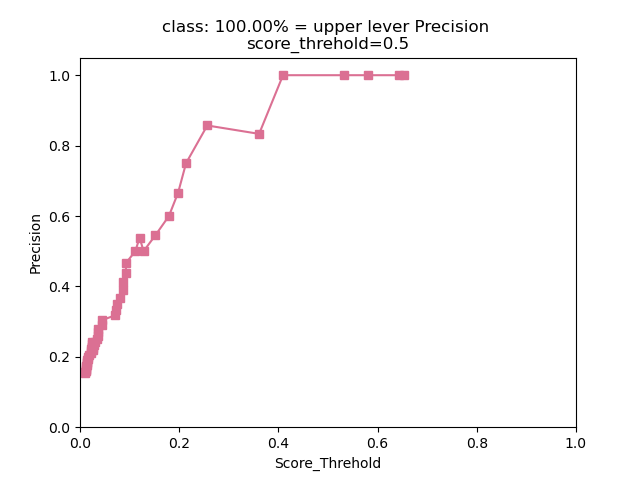 class: 100.00% = upper lever Precision
score_threhold=0.5
1.0
0.8
0.6
0.4
0.2
0.0
Precision
0.0 0.2 0.4 0.6 0.8 1.0
Score_Threhold